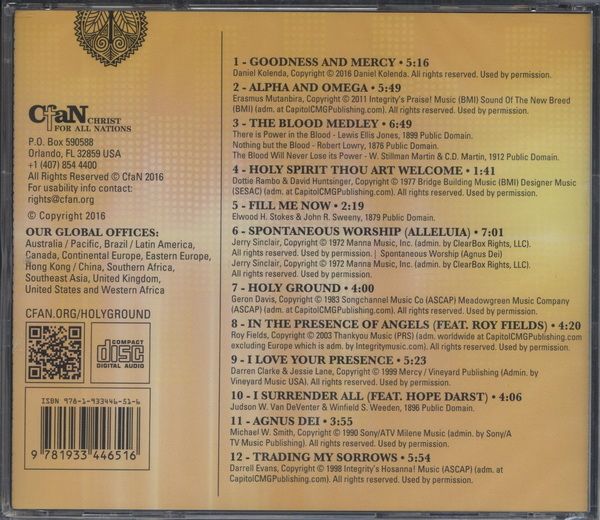 CfaN CHRIST
FOR ALL NATIONS
P.O. Box 590588
Orlando, FL 32859 USA
+1 (407) 854 4400
All Rights Reserved © CfaN 2016
For usability info contact:
rights@cfan.org
© Copyright 2016
OUR GLOBAL OFFICES:
Australia / Pacific, Brazil / Latin America,
Canada, Continental Europe, Eastern Europe,
Hong Kong / China, Southern Africa,
Southeast Asia, United Kingdom,
United States and Western Africa
CFAN.ORG/HOLYGROUND
COMPACT
disc
DIGITAL AUDIO
ISBN 978-1-933446-51-6
9 781933 446516
1 - GOODNESS AND MERCY • 5:16
Daniel Kolenda, Copyright © 2016 Daniel Kolenda. All rights reserved. Used by permission.
2 - ALPHA AND OMEGA • 5:49
Erasmus Mutanbira, Copyright © 2011 Integrity's Praise! Music (BMI) Sound Of The New Breed
(BMI) (adm. at CapitolCMGPublishing.com) All rights reserved. Used by permission.
3 - THE BLOOD MEDLEY • 6:49
There is Power in the Blood - Lewis Ellis Jones, 1899 Public Domain.
Nothing but the Blood - Robert Lowry, 1876 Public Domain.
The Blood Will Never Lose its Power - W. Stillman Martin & C.D. Martin, 1912 Public Domain.
4 - HOLY SPIRIT THOU ART WELCOME • 1:41
Dottie Rambo & David Huntsinger, Copyright © 1977 Bridge Building Music (BMI) Designer Music
(SESAC) (adm. at CapitolCMGPublishing.com). All rights reserved. Used by permission.
5 - FILL ME NOW • 2:19
Elwood H. Stokes & John R. Sweeny, 1879 Public Domain.
6 - SPONTANEOUS WORSHIP (ALLELUIA) • 7:01
Jerry Sinclair, Copyright © 1972 Manna Music, Inc. (admin. by ClearBox Rights, LLC).
All rights reserved. Used by permission. | Spontaneous Worship (Agnus Dei)
Jerry Sinclair, Copyright © 1972 Manna Music, Inc. (admin. by ClearBox Rights, LLC).
All rights reserved. Used by permission.
7 - HOLY GROUND • 4:00
Geron Davis, Copyright © 1983 Songchannel Music Co (ASCAP) Meadowgreen Music Company
(ASCAP) (adm. at CapitolCMGPublishing.com). All rights reserved. Used by permission.
8 - IN THE PRESENCE OF ANGELS (FEAT. ROY FIELDS) • 4:20
Roy Fields, Copyright © 2003 Thankyou Music (PRS) (adm. worldwide at CapitolCMGPublishing.com
excluding Europe which is adm. by Integritymusic.com). All rights reserved. Used by permission.
9 - I LOVE YOUR PRESENCE • 5:23
Darren Clarke & Jessie Lane, Copyright © 1999 Mercy / Vineyard Publishing (Admin. by
Vineyard Music USA). All rights reserved. Used by permission.
10 - I SURRENDER ALL (FEAT. HOPE DARST) • 4:06
Judson W. Van DeVenter & Winfield S. Weeden, 1896 Public Domain.
11 - AGNUS DEI • 3:55
Michael W. Smith, Copyright © 1990 Sony/ATV Milene Music (admin. by Sony/A
TV Music Publishing). All rights reserved. Used by permission.
12 - TRADING MY SORROWS • 5:54
Darrell Evans, Copyright © 1998 Integrity's Hosanna! Music (ASCAP) (adm. at
CapitolCMGPublishing.com). All rights reserved. Used by permission.